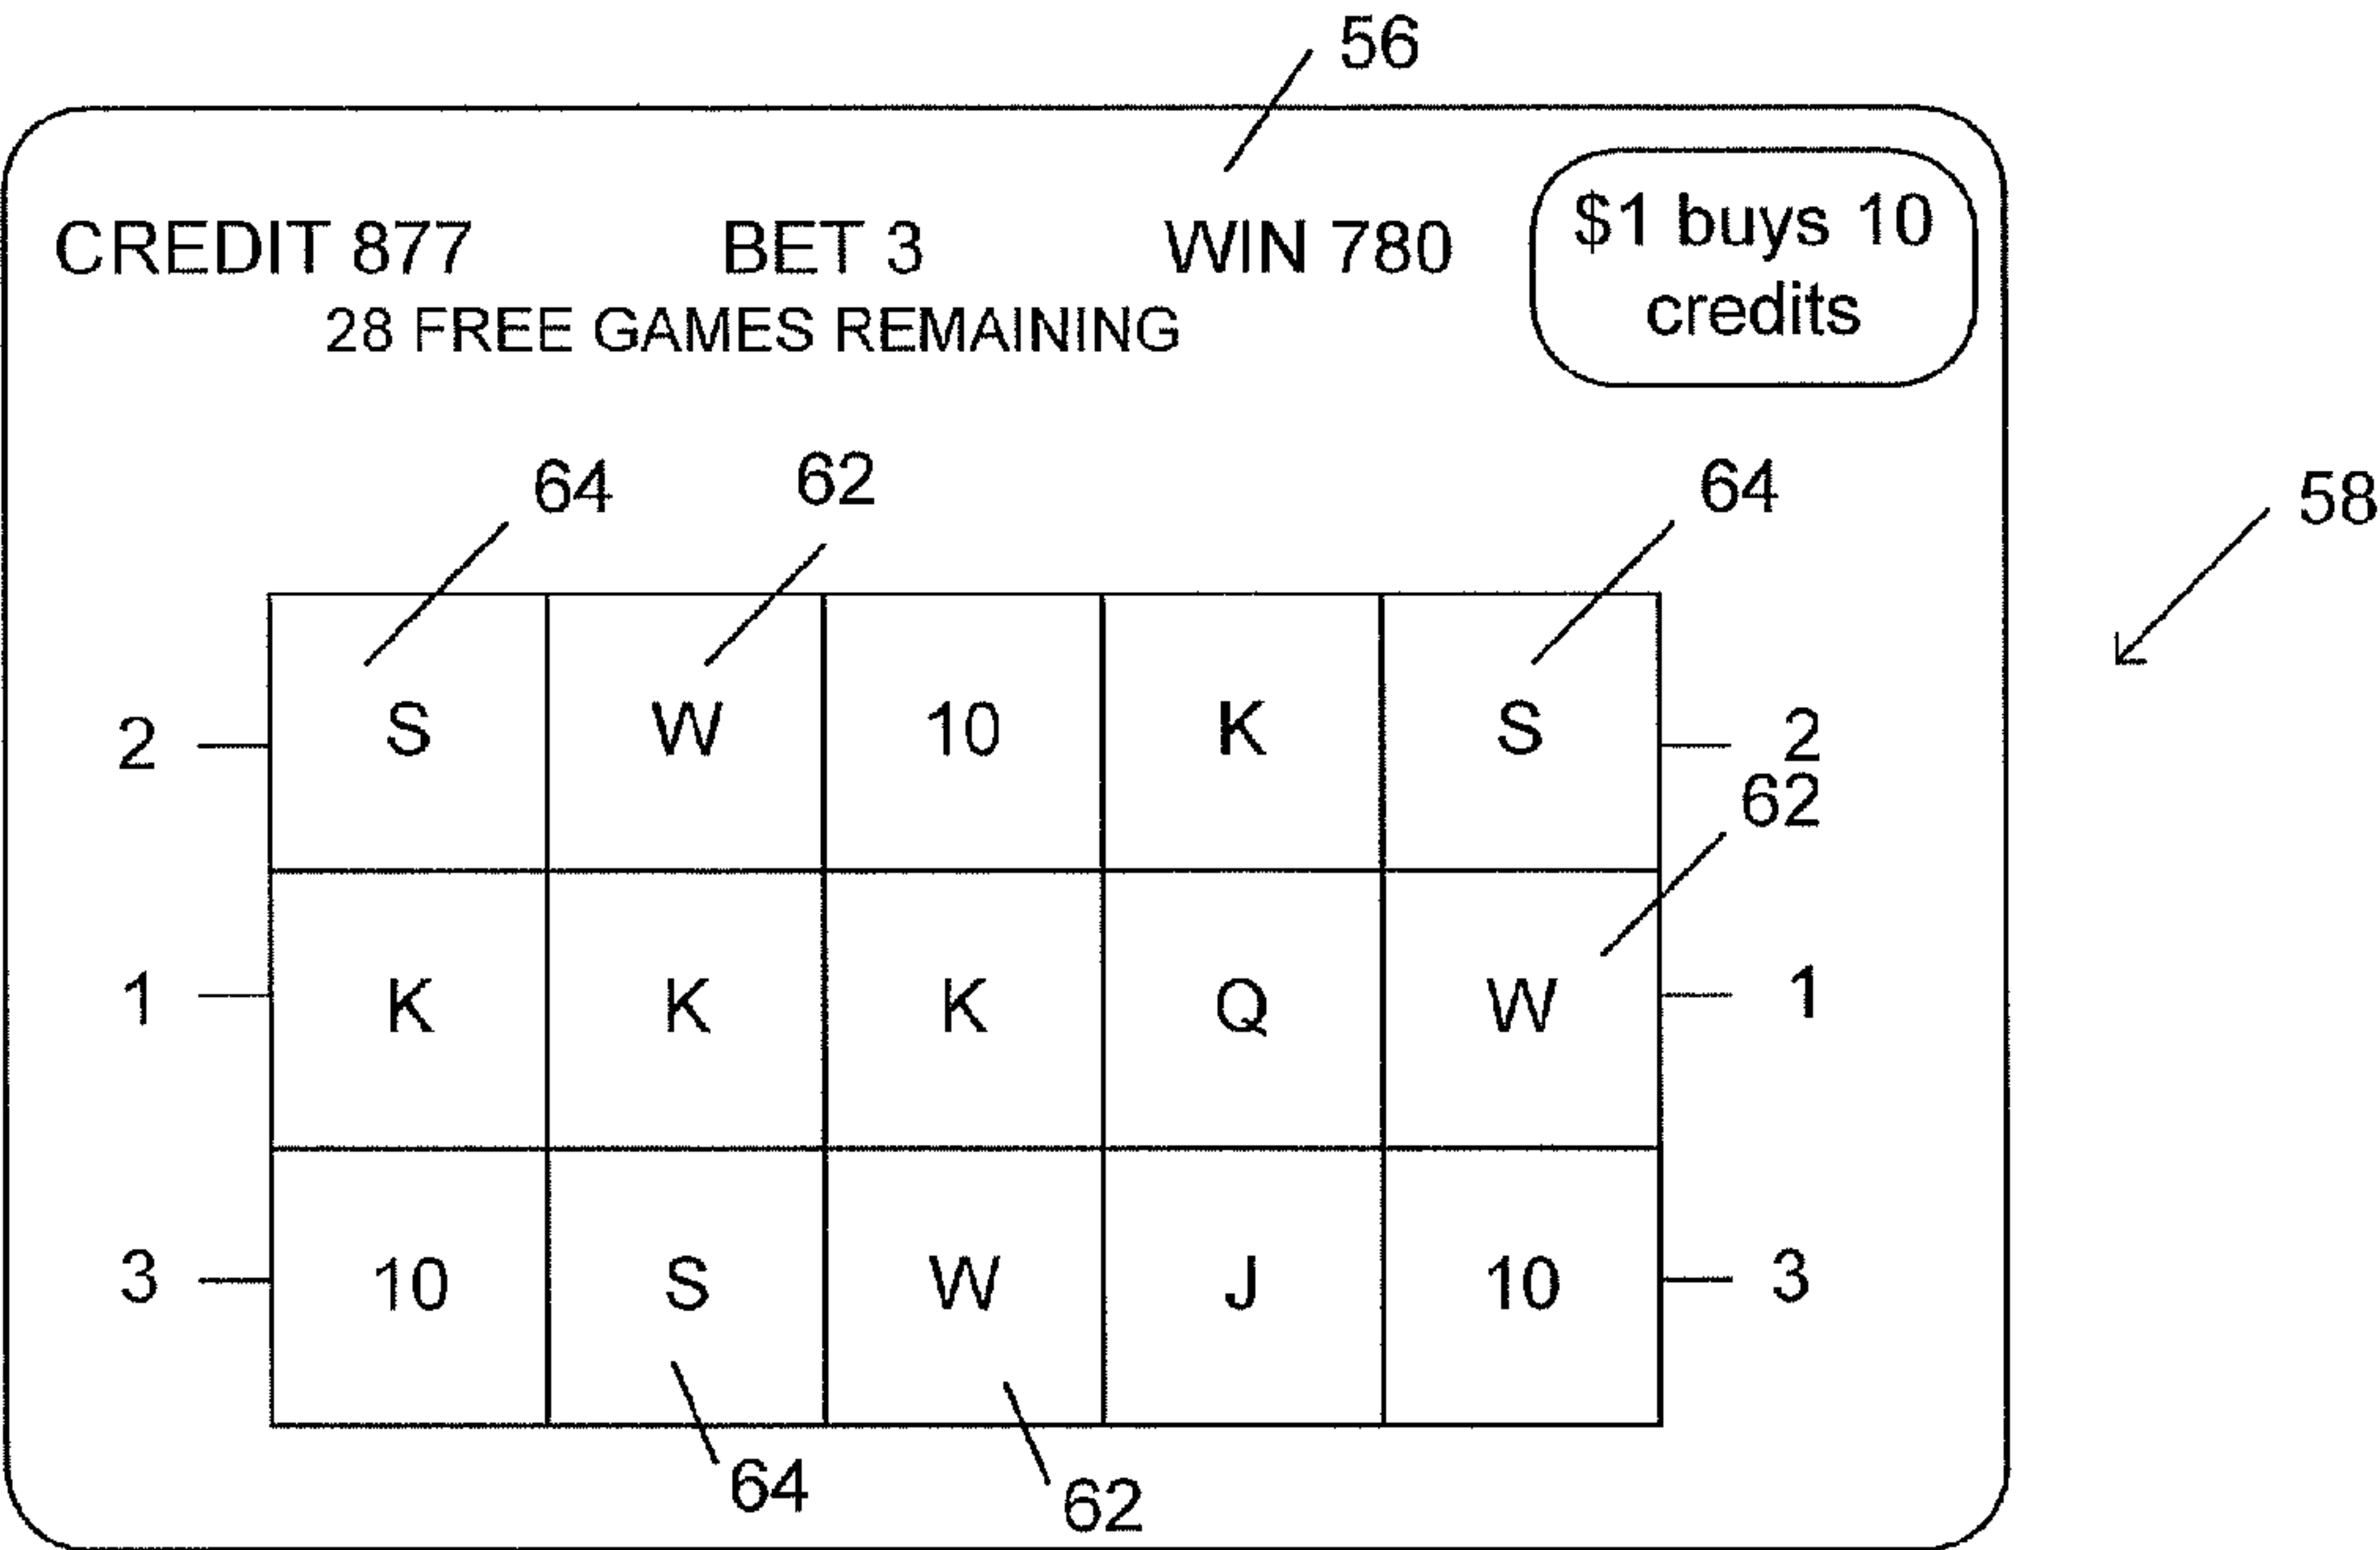 56
$1 buys 10
credits
CREDIT 877 BET 3 WIN 780
28 FREE GAMES REMAINING
64 62 64 58
2 S W 10 K S 2
62
1 K K K Q W 1
3 10 S W J 10 3
64 62